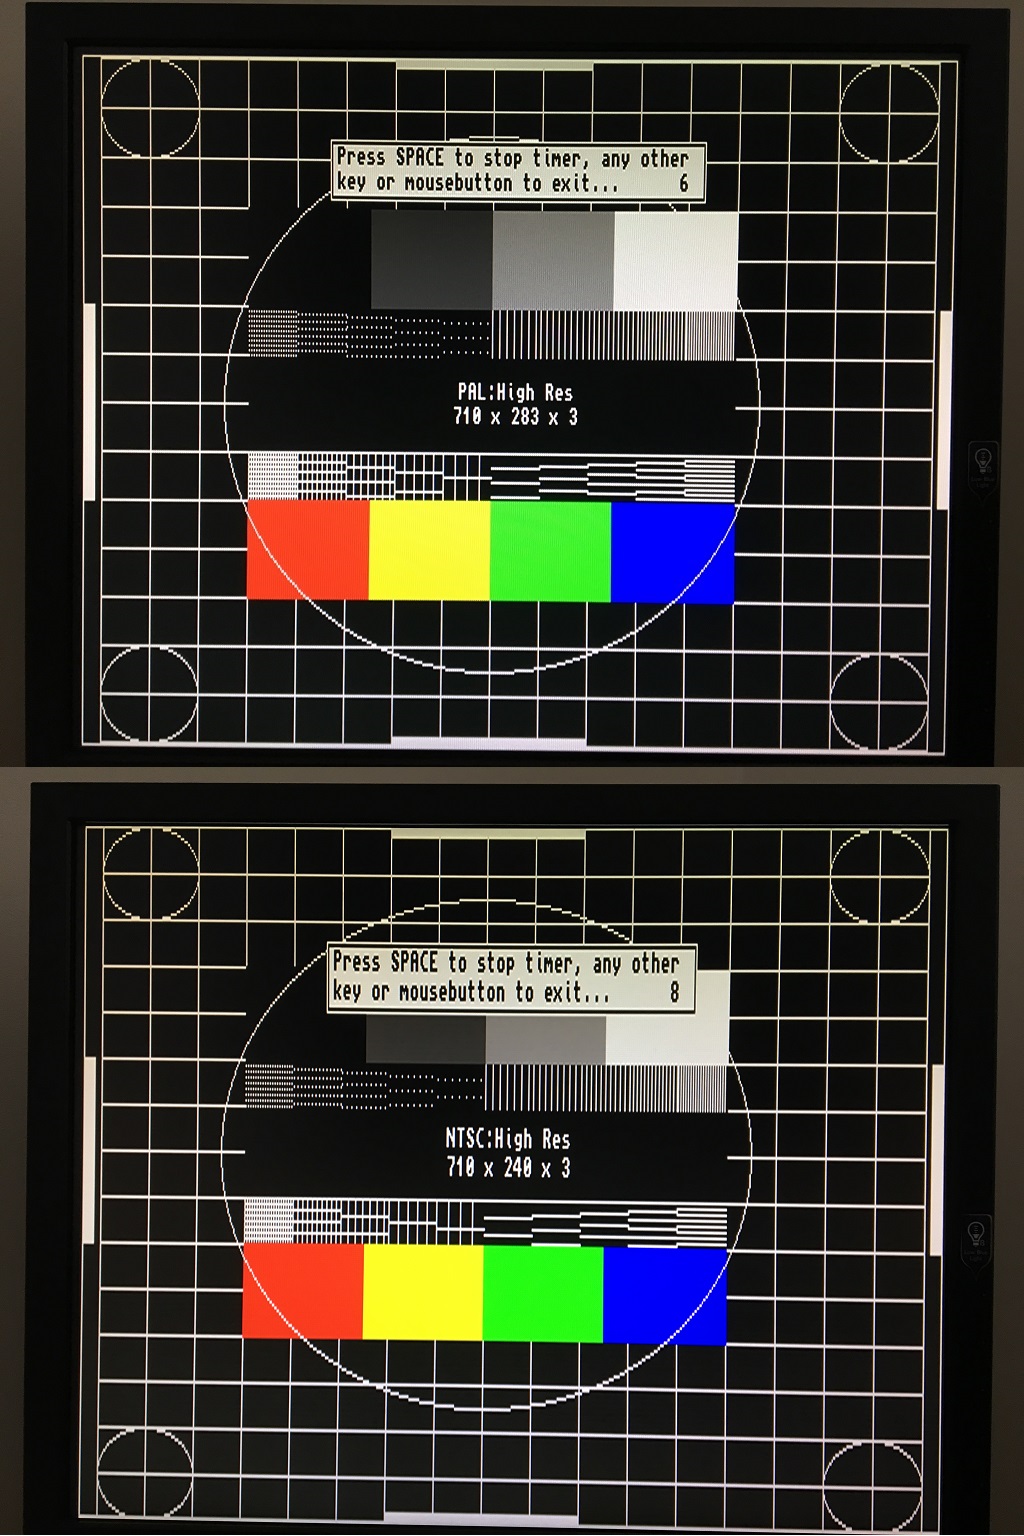 Press SPACE to stop timer, any other
key or mousebutton to exit... 6
PAL:High Res
710 x 283 x 3
Press SPACE to stop timer, any other
key or mousebutton to exit... 8
NTSC:High Res
710 x 240 x 3